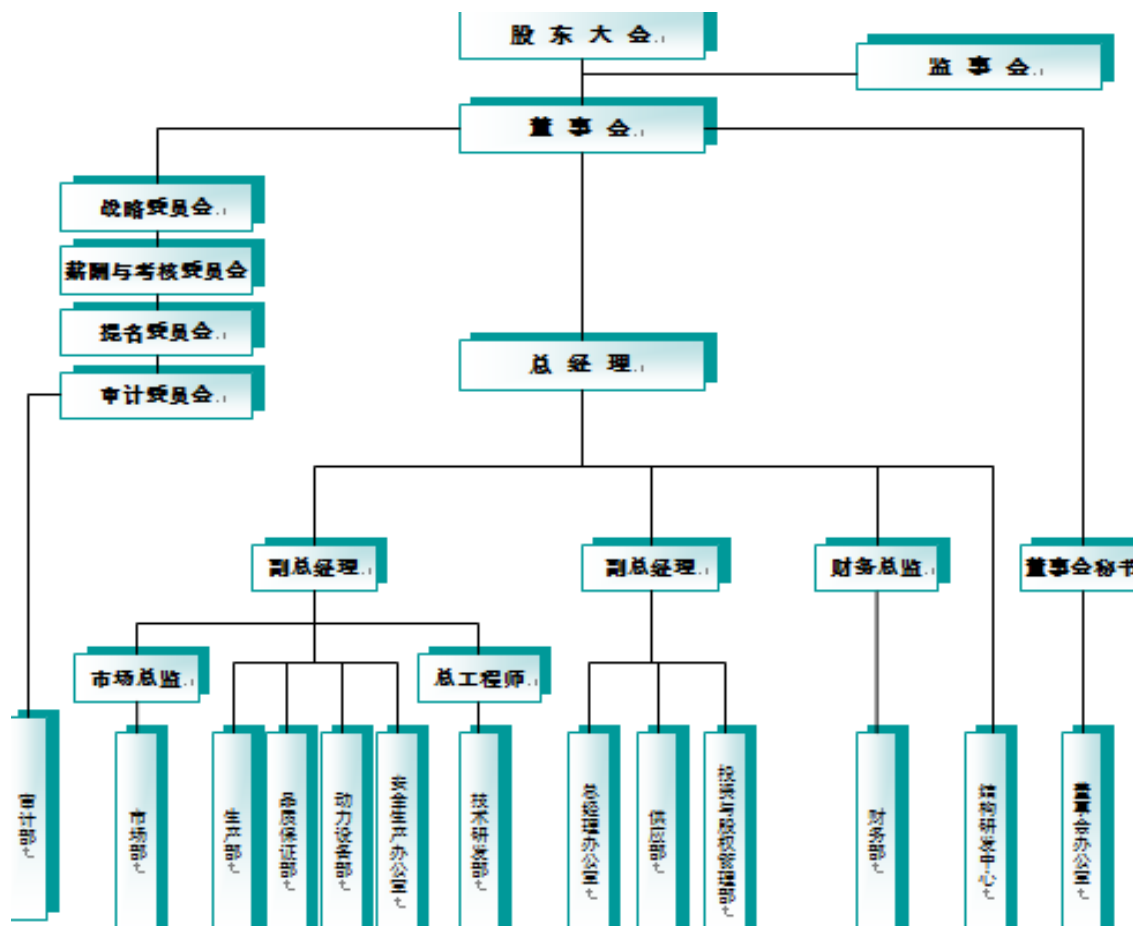 股东大会
监事会
董事会
战略委员会
薪酬与考核委员会
提名委员会
审计委员会
总经理
副总经理
副总经理
财务总监
董事会秘书
市场总监
总工程师
审计部
市场部
生产部
品质保证部
动力设备部
安全生产办公室
技术研发部
总经理办公室
供应部
投资与股权管理部
财务部
结构研发中心
董事会办公室